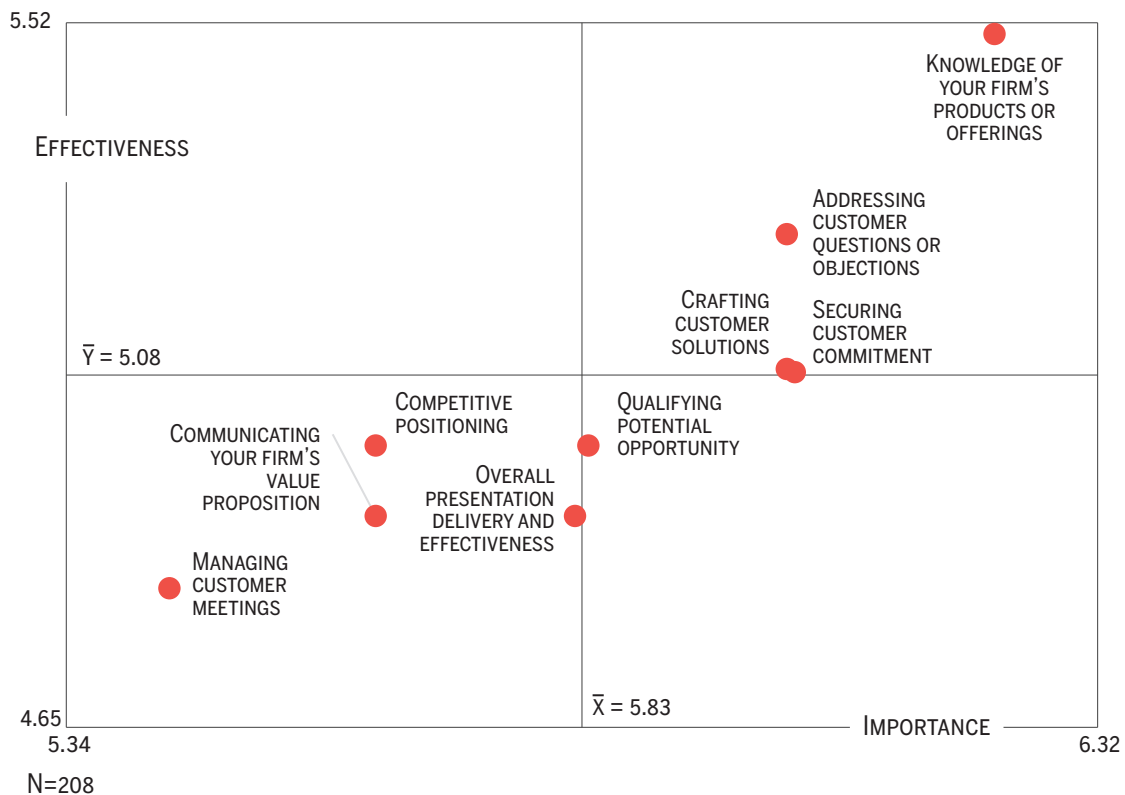 5.52
KNOWLEDGE OF
YOUR FIRM'S
PRODUCTS OR
OFFERINGS
EFFECTIVENESS
ADDRESSING
CUSTOMER
QUESTIONS OR
OBJECTIONS
CRAFTING
CUSTOMER
SOLUTIONS
SECURING
CUSTOMER
COMMITMENT
Y̅ = 5.08
COMPETITIVE
POSITIONING
QUALIFYING
POTENTIAL
OPPORTUNITY
COMMUNICATING
YOUR FIRM'S
VALUE
PROPOSITION
OVERALL
PRESENTATION
DELIVERY AND
EFFECTIVENESS
MANAGING
CUSTOMER
MEETINGS
X̅ = 5.83
4.65
IMPORTANCE
5.34
6.32
N=208